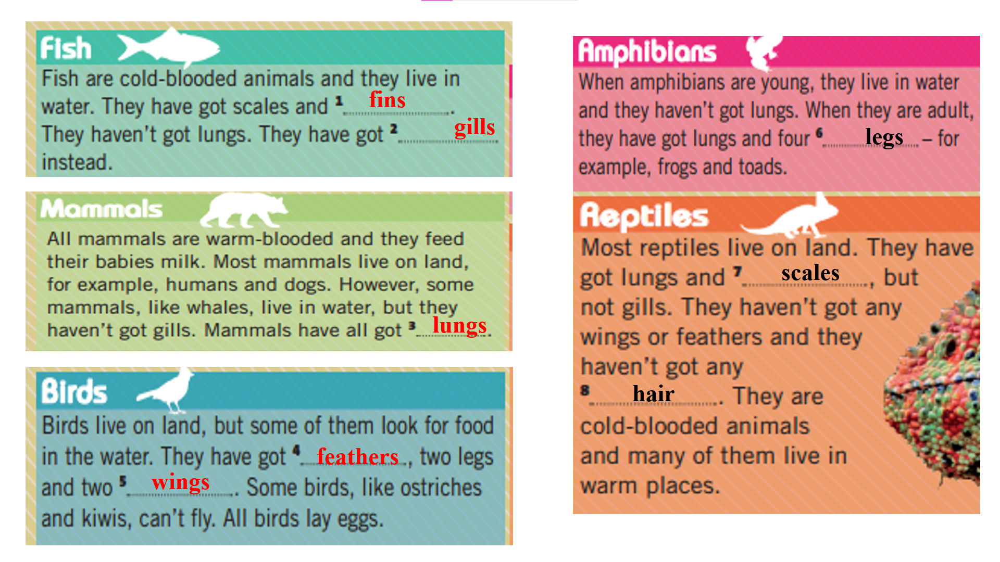 Fish
Fish are cold-blooded animals and they live in
water. They have got scales and 1 fins.
They haven't got lungs. They have got 2 gills
instead.
Mammals
All mammals are warm-blooded and they feed
their babies milk. Most mammals live on land,
for example, humans and dogs. However, some
mammals, like whales, live in water, but they
haven't got gills. Mammals have all got 3 lungs.
Birds
Birds live on land, but some of them look for food
in the water. They have got 4 feathers, two legs
and two 5 wings. Some birds, like ostriches
and kiwis, can't fly. All birds lay eggs.
Amphibians
When amphibians are young, they live in water
and they haven't got lungs. When they are adult,
they have got lungs and four 6 legs – for
example, frogs and toads.
Reptiles
Most reptiles live on land. They have
got lungs and 7 scales, but
not gills. They haven't got any
wings or feathers and they
haven't got any
8 hair. They are
cold-blooded animals
and many of them live in
warm places.